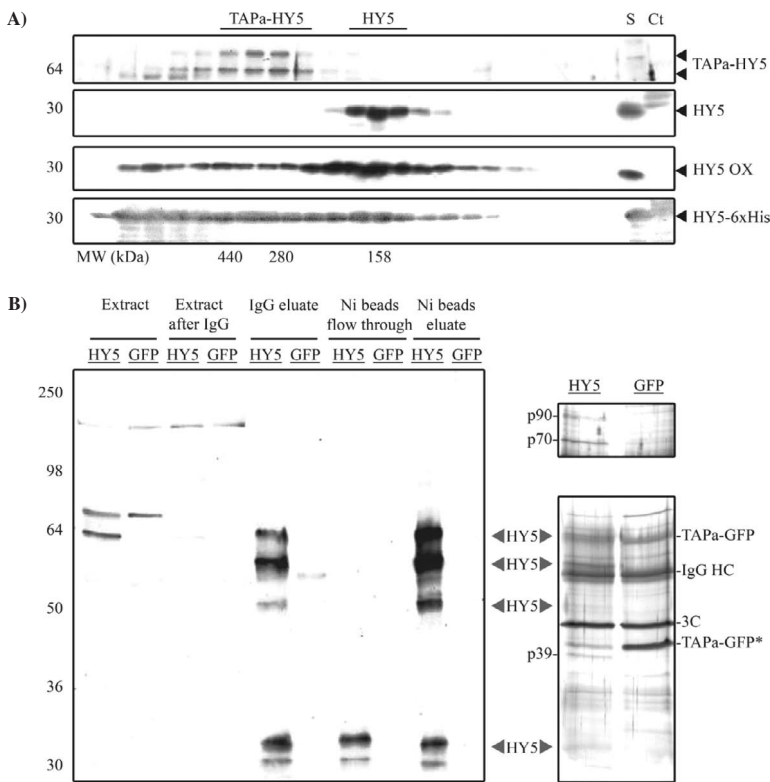 A)
TAPa-HY5 HY5 S Ct
64 TAPa-HY5
30 HY5
30 HY5 OX
30 HY5-6xHis
MW (kDa) 440 280 158
B)
Extract Extract after IgG IgG eluate Ni beads flow through Ni beads eluate
HY5 GFP HY5 GFP HY5 GFP HY5 GFP HY5 GFP
250
98
64
50
36
30
HY5
HY5
HY5
HY5
HY5 GFP
p90-
p70-
-TAPa-GFP
-IgG HC
-3C
-TAPa-GFP*
p39-